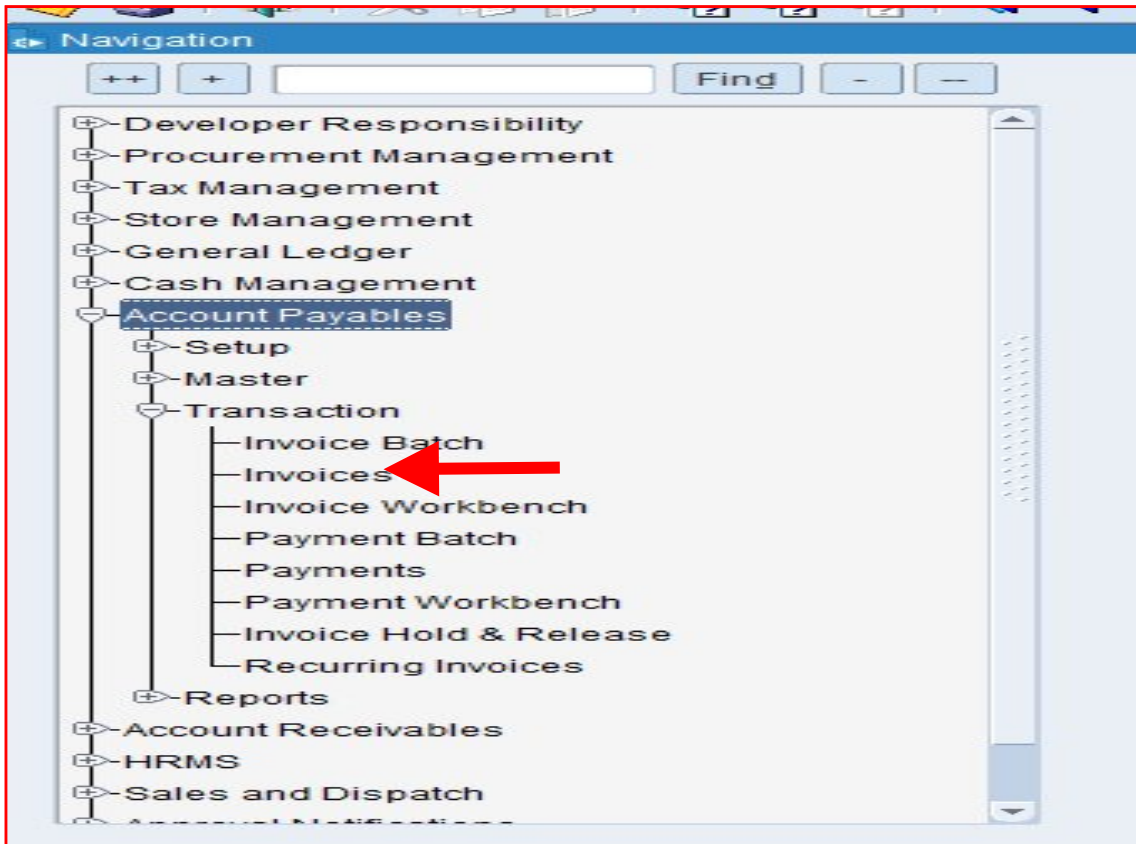 Navigation
++ + Find - --
Developer Responsibility
Procurement Management
Tax Management
Store Management
General Ledger
Cash Management
Account Payables
Setup
Master
Transaction
Invoice Batch
Invoices
Invoice Workbench
Payment Batch
Payments
Payment Workbench
Invoice Hold & Release
Recurring Invoices
Reports
Account Receivables
HRMS
Sales and Dispatch